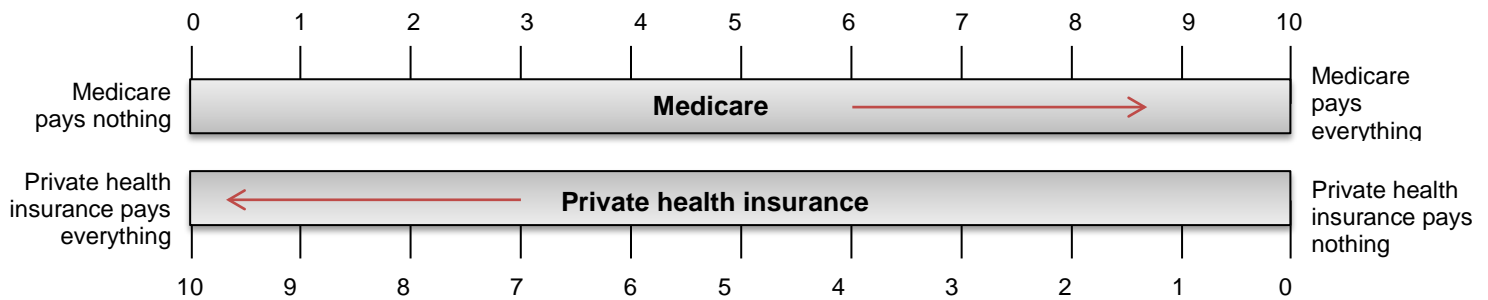 0 1 2 3 4 5 6 7 8 9 10
Medicare
pays nothing
Medicare
Medicare
pays
everything
Private health
insurance pays
everything
Private health insurance
Private health
insurance pays
nothing
10 9 8 7 6 5 4 3 2 1 0